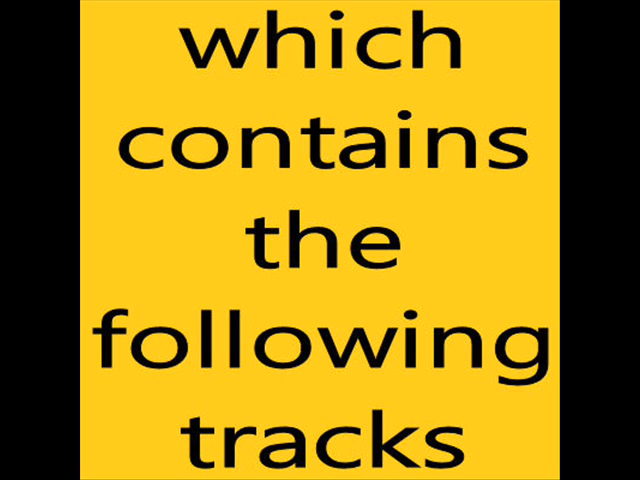 which
contains
the
following
tracks